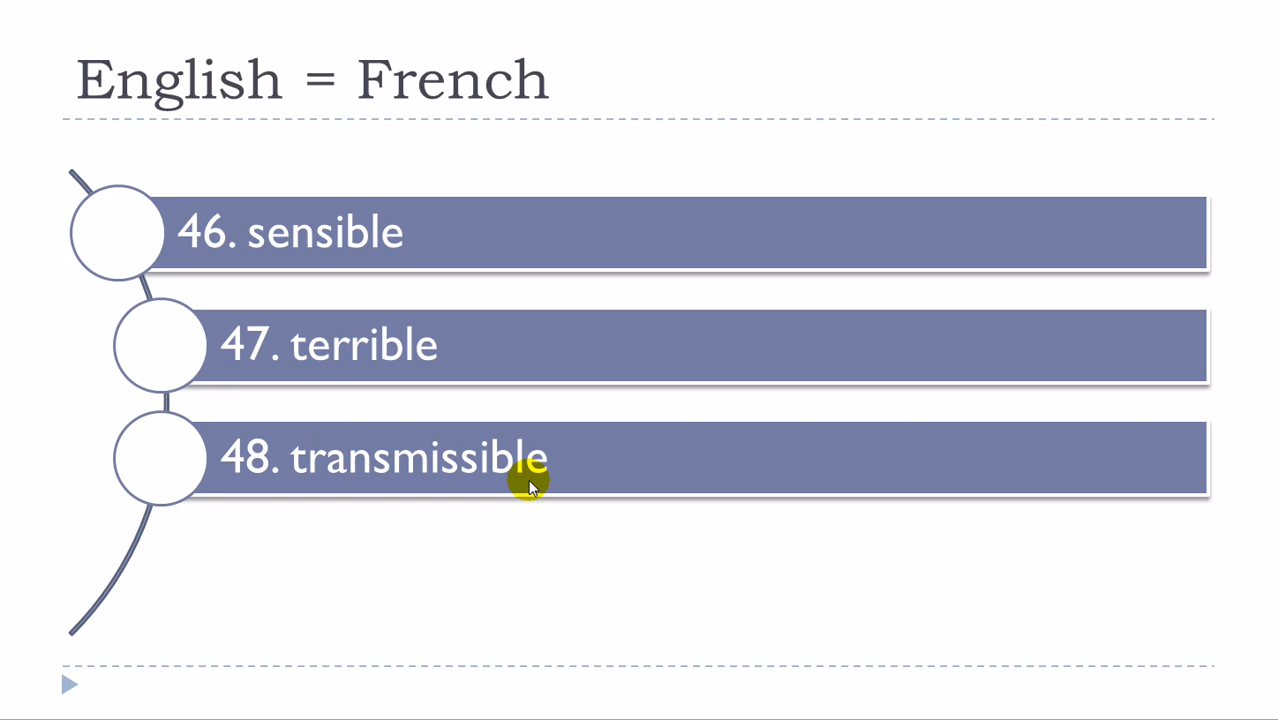 English = French
46. sensible
47. terrible
48. transmissible